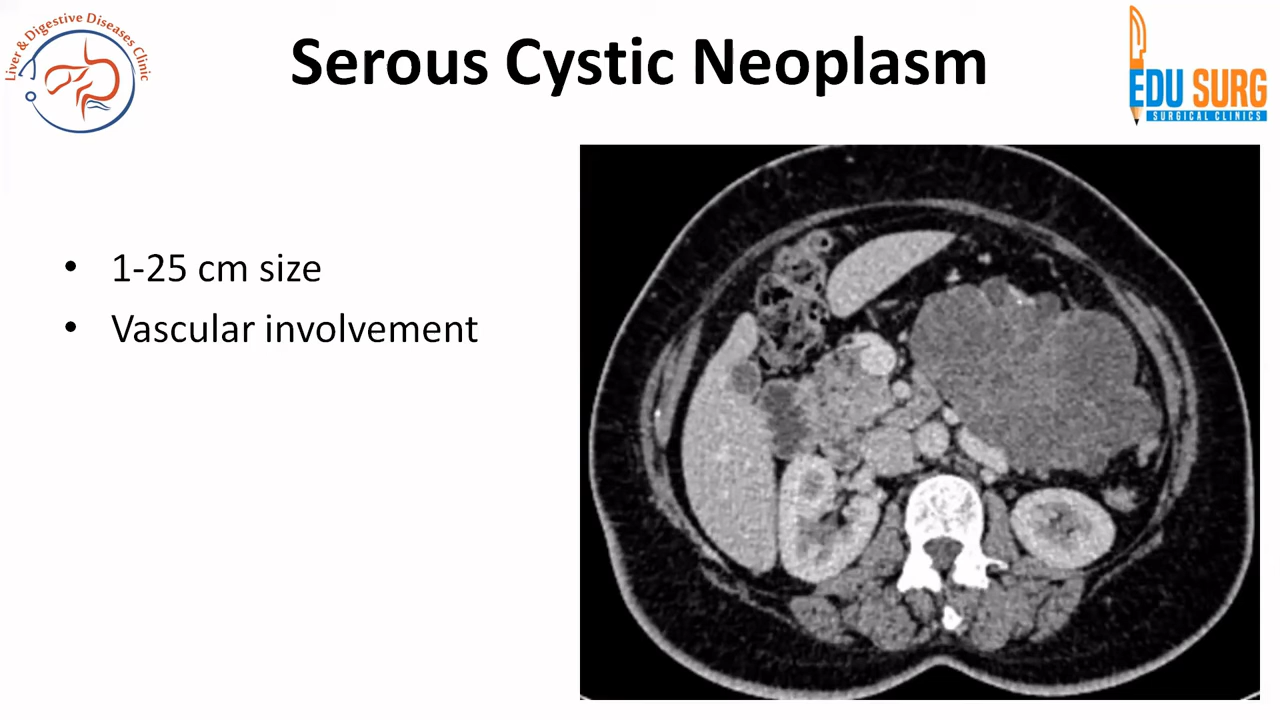 Liver & Digestive Diseases Clinic
Serous Cystic Neoplasm
EDU SURG
SURGICAL CLINICS
• 1-25 cm size
• Vascular involvement